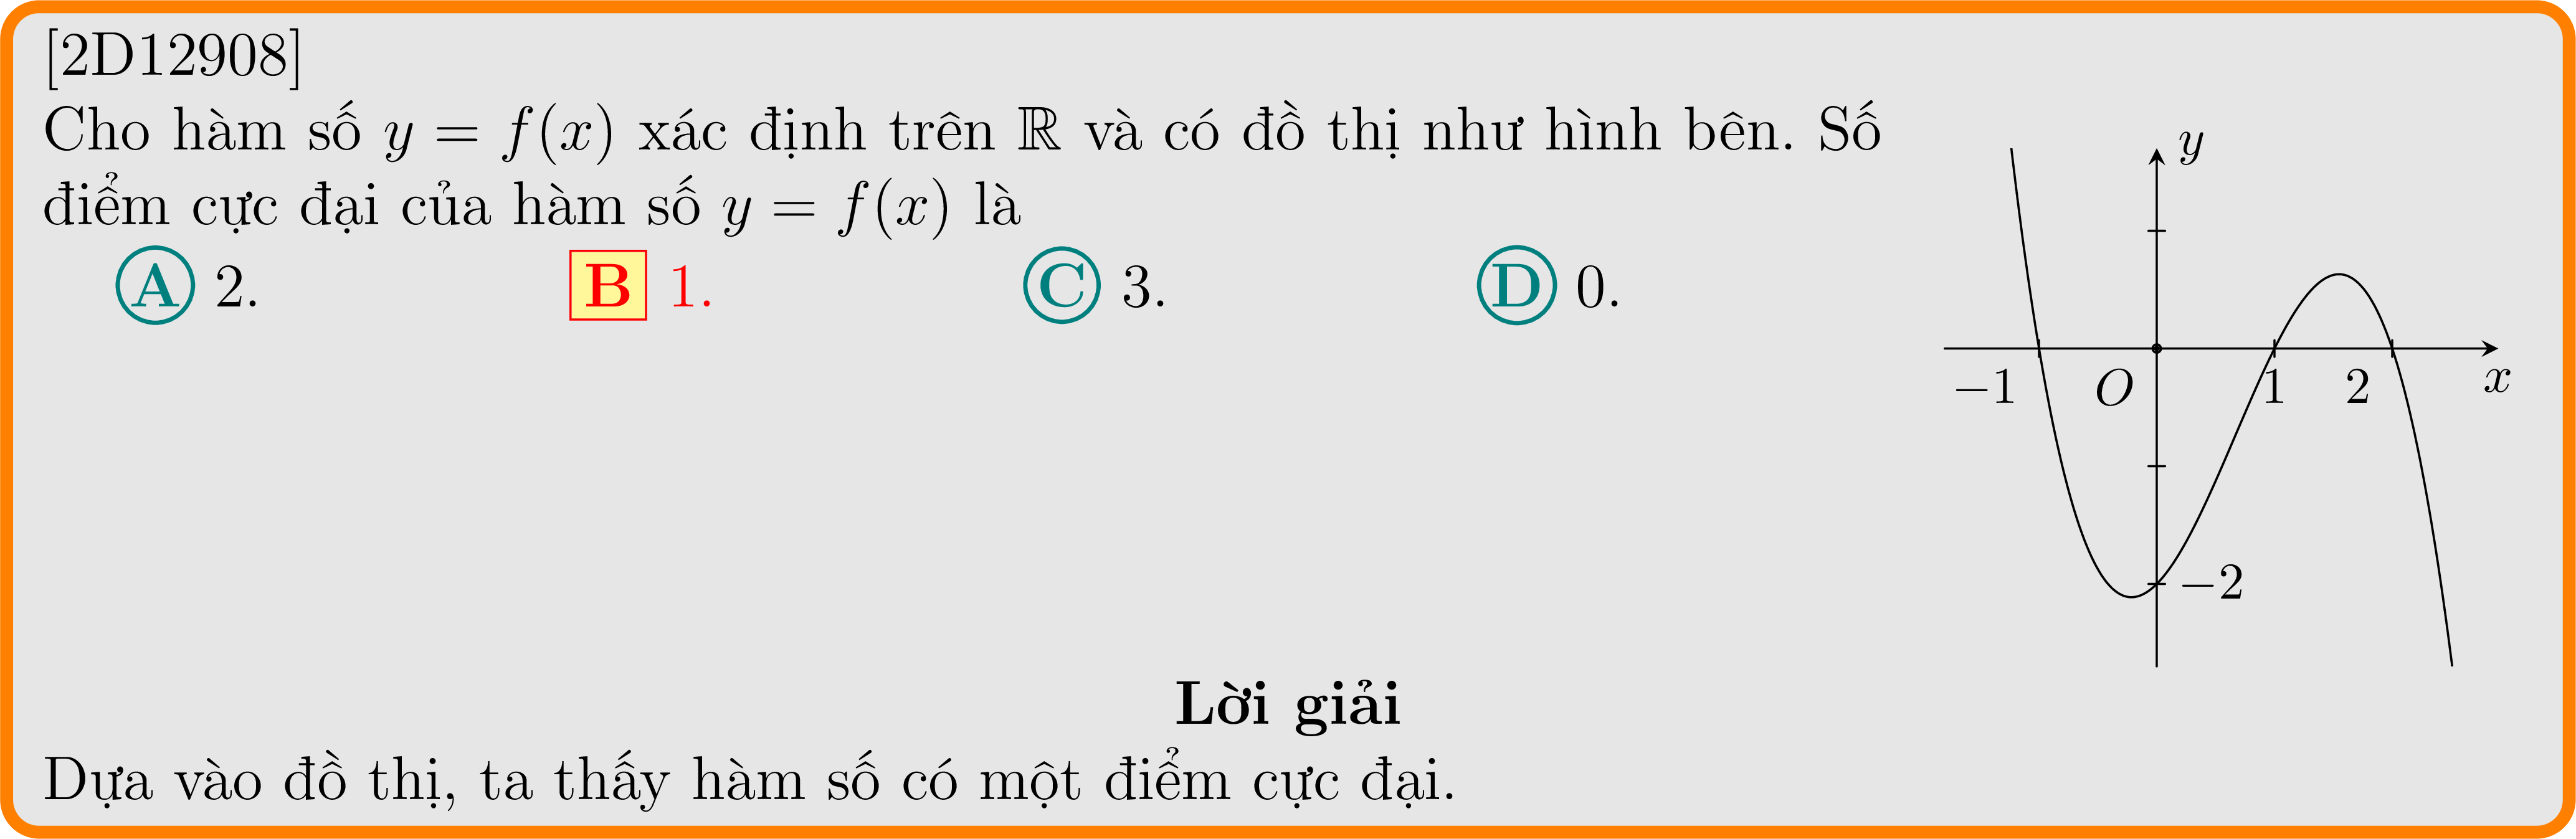 [2D12908]
Cho hàm số y = f(x) xác định trên ℝ và có đồ thị như hình bên. Số
điểm cực đại của hàm số y = f(x) là
A 2. B 1. C 3. D 0.
y
−1 O 1 2 x
−2
Lời giải
Dựa vào đồ thị, ta thấy hàm số có một điểm cực đại.